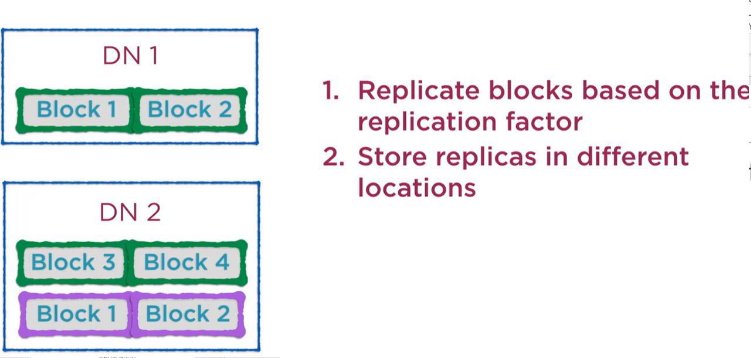 DN 1
Block 1 Block 2
1. Replicate blocks based on the
replication factor
2. Store replicas in different
locations
DN 2
Block 3 Block 4
Block 1 Block 2